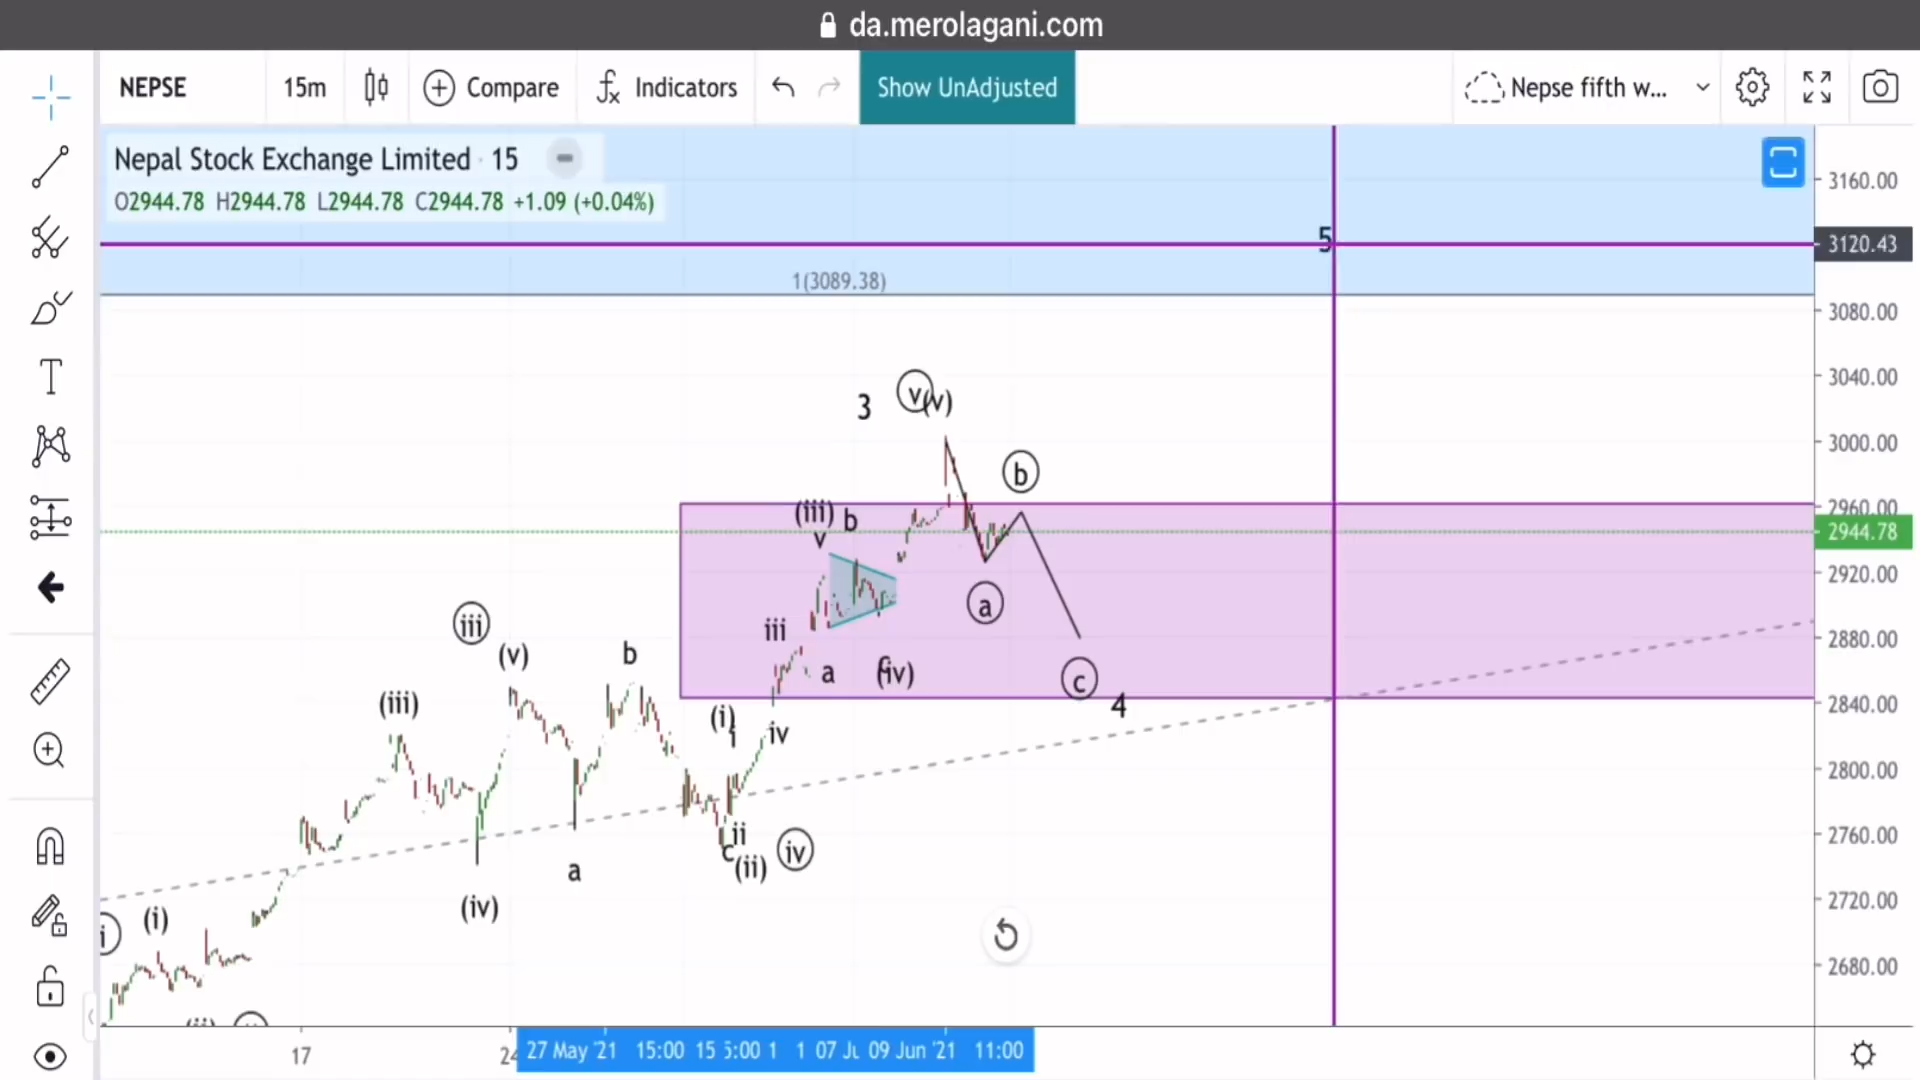 da.merolagani.com
NEPSE 15m Compare fx Indicators Show UnAdjusted Nepse fifth w...
Nepal Stock Exchange Limited · 15
O2944.78 H2944.78 L2944.78 C2944.78 +1.09 (+0.04%)
3160.00
5
3120.43
1(3089.38)
3080.00
3040.00
3 v (v)
3000.00
b
2960.00
(iii) b
v
2944.78
2920.00
a
iii (v) b iii a (iv)
2880.00
c 4
(iii) (i) i iv
2840.00
2800.00
ii
c (ii) iv
2760.00
a
(iv)
2720.00
i (i)
2680.00
17 27 May '21 15:00 15 1 1 09 Jun '21 11:00